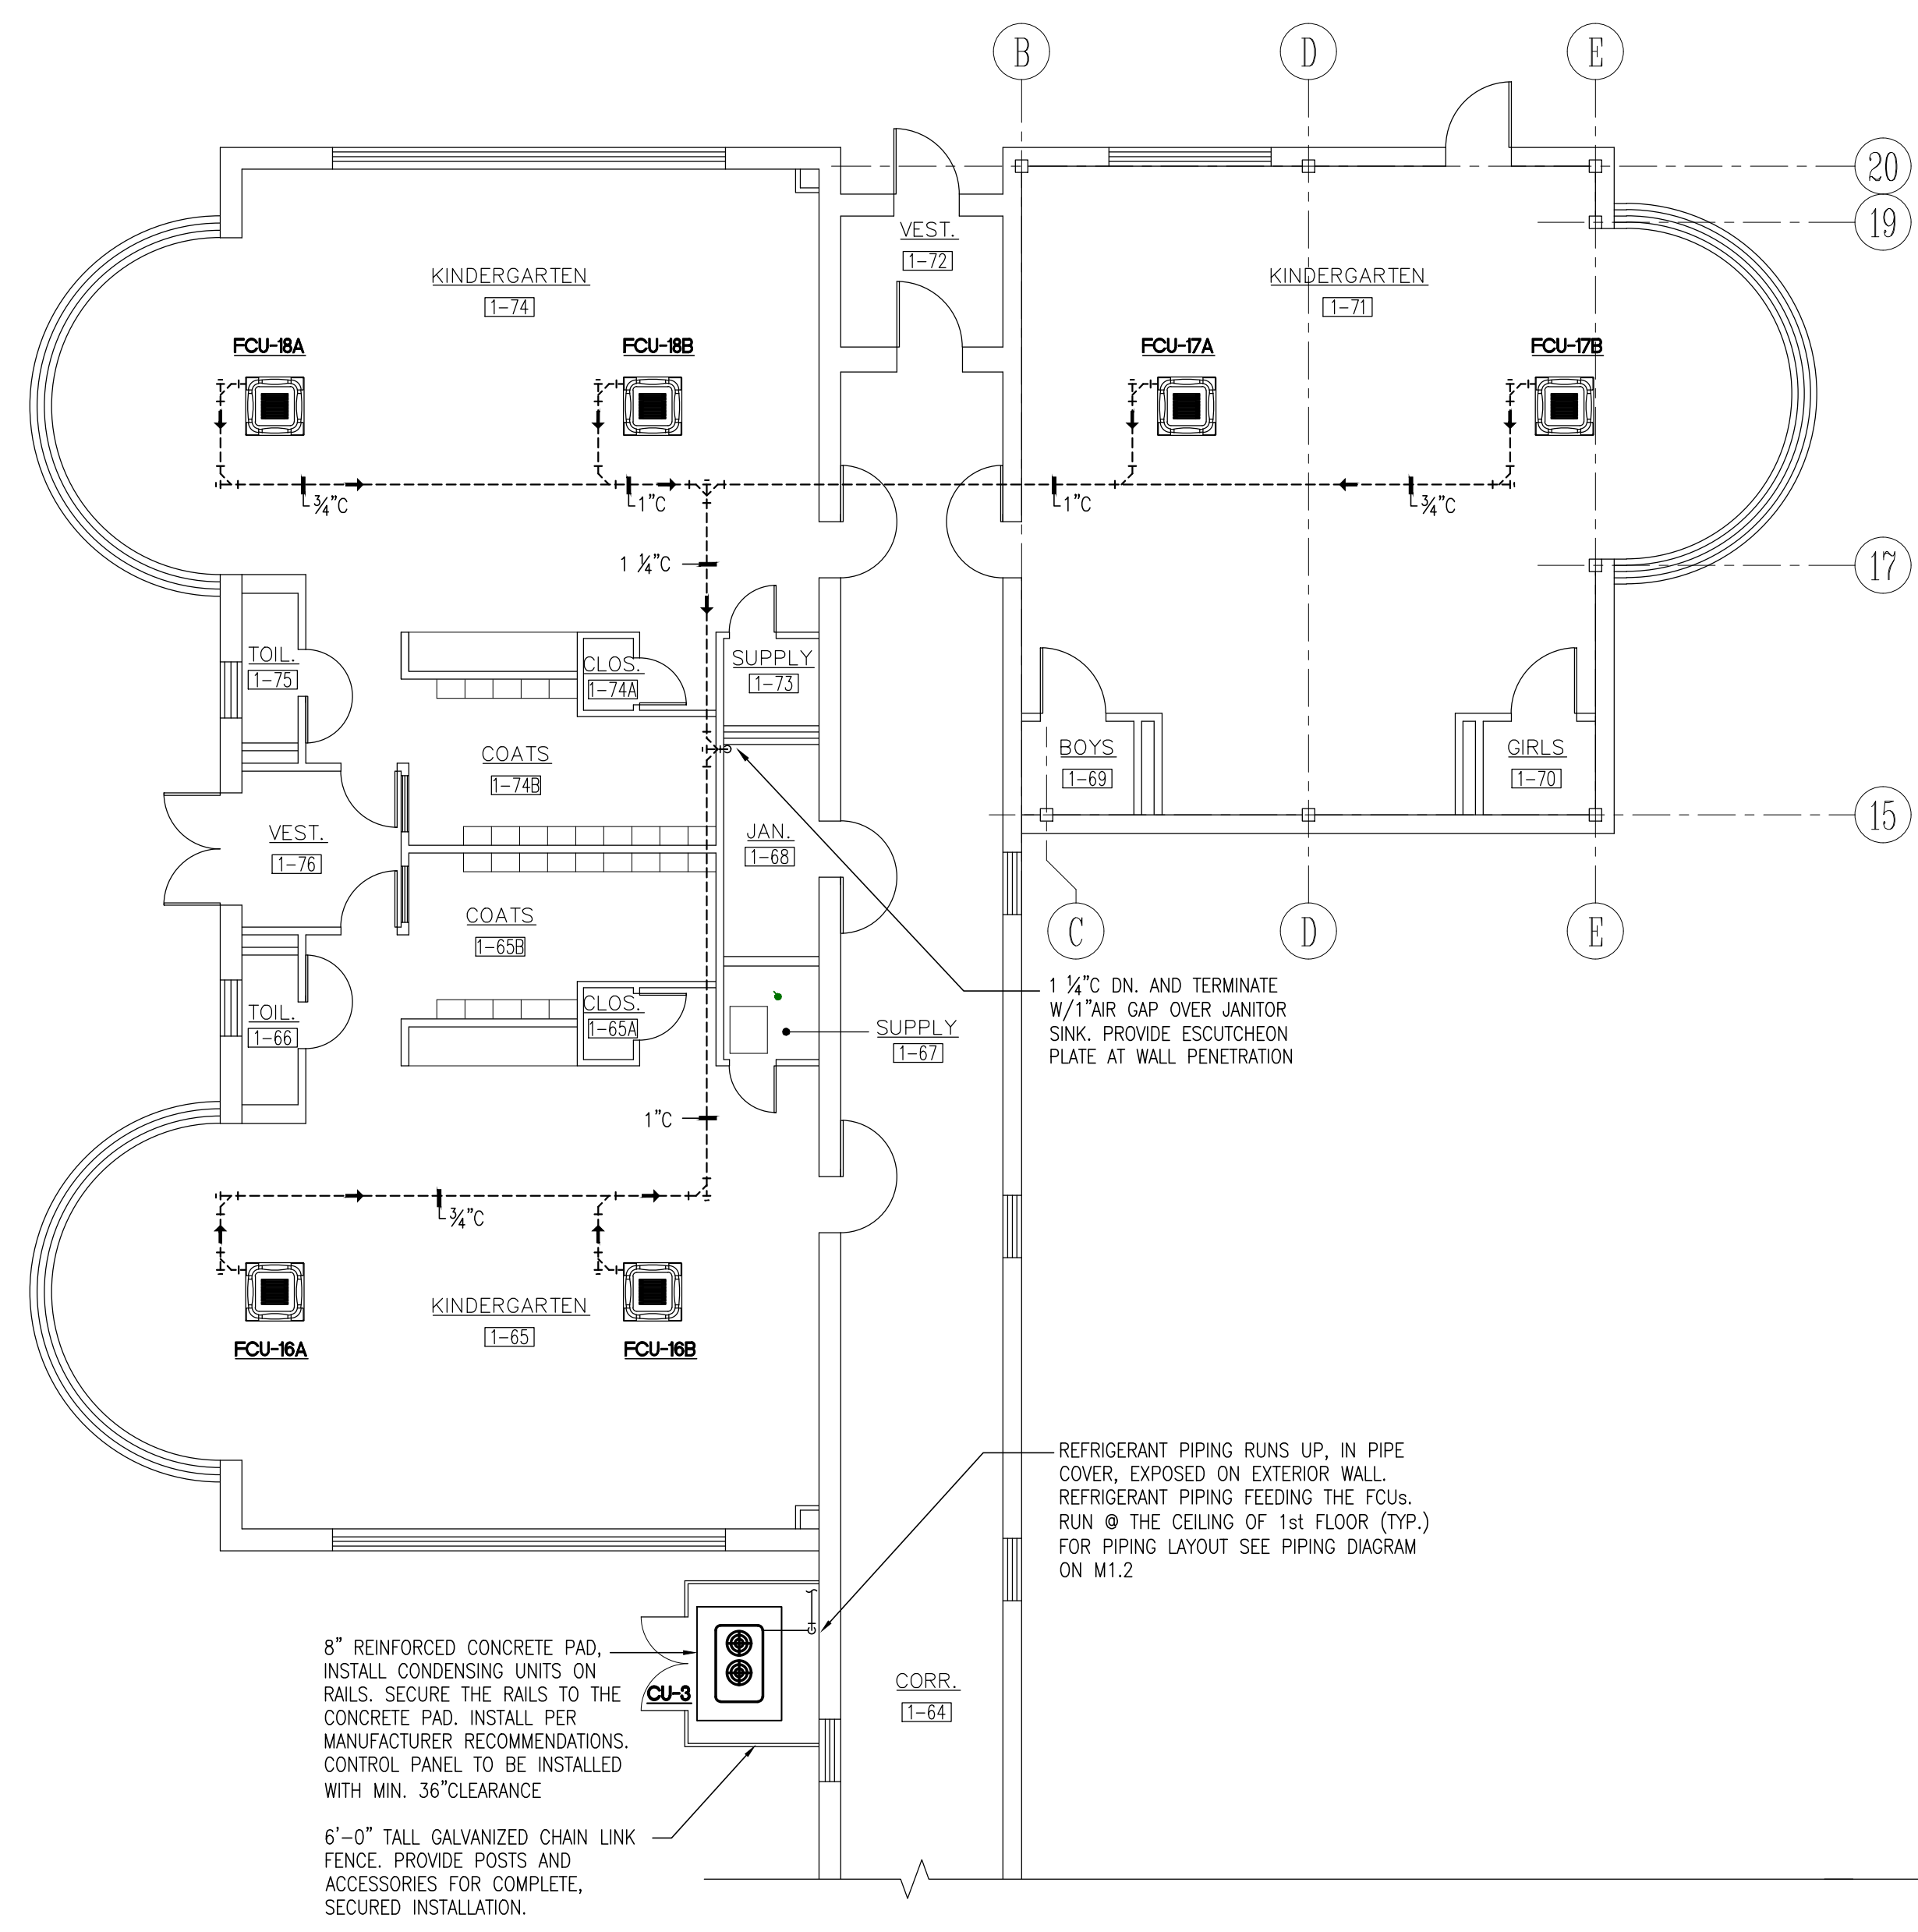 B
D
E
20
19
VEST.
1-72
KINDERGARTEN
1-74
KINDERGARTEN
1-71
FCU-18A
FCU-18B
FCU-17A
FCU-17B
¾"C
1"C
1"C
¾"C
1 ¼"C
17
TOIL.
1-75
CLOS.
1-74A
SUPPLY
1-73
COATS
1-74B
BOYS
1-69
GIRLS
1-70
15
VEST.
1-76
JAN.
1-68
COATS
1-65B
C
D
E
1 ¼"C DN. AND TERMINATE
W/1"AIR GAP OVER JANITOR
SINK. PROVIDE ESCUTCHEON
PLATE AT WALL PENETRATION
TOIL.
1-66
CLOS.
1-65A
SUPPLY
1-67
1"C
¾"C
KINDERGARTEN
1-65
FCU-16A
FCU-16B
REFRIGERANT PIPING RUNS UP, IN PIPE
COVER, EXPOSED ON EXTERIOR WALL.
REFRIGERANT PIPING FEEDING THE FCUs.
RUN @ THE CEILING OF 1st FLOOR (TYP.)
FOR PIPING LAYOUT SEE PIPING DIAGRAM
ON M1.2
8" REINFORCED CONCRETE PAD,
INSTALL CONDENSING UNITS ON
RAILS. SECURE THE RAILS TO THE
CONCRETE PAD. INSTALL PER
MANUFACTURER RECOMMENDATIONS.
CONTROL PANEL TO BE INSTALLED
WITH MIN. 36"CLEARANCE
CU-3
CORR.
1-64
6'-0" TALL GALVANIZED CHAIN LINK
FENCE. PROVIDE POSTS AND
ACCESSORIES FOR COMPLETE,
SECURED INSTALLATION.